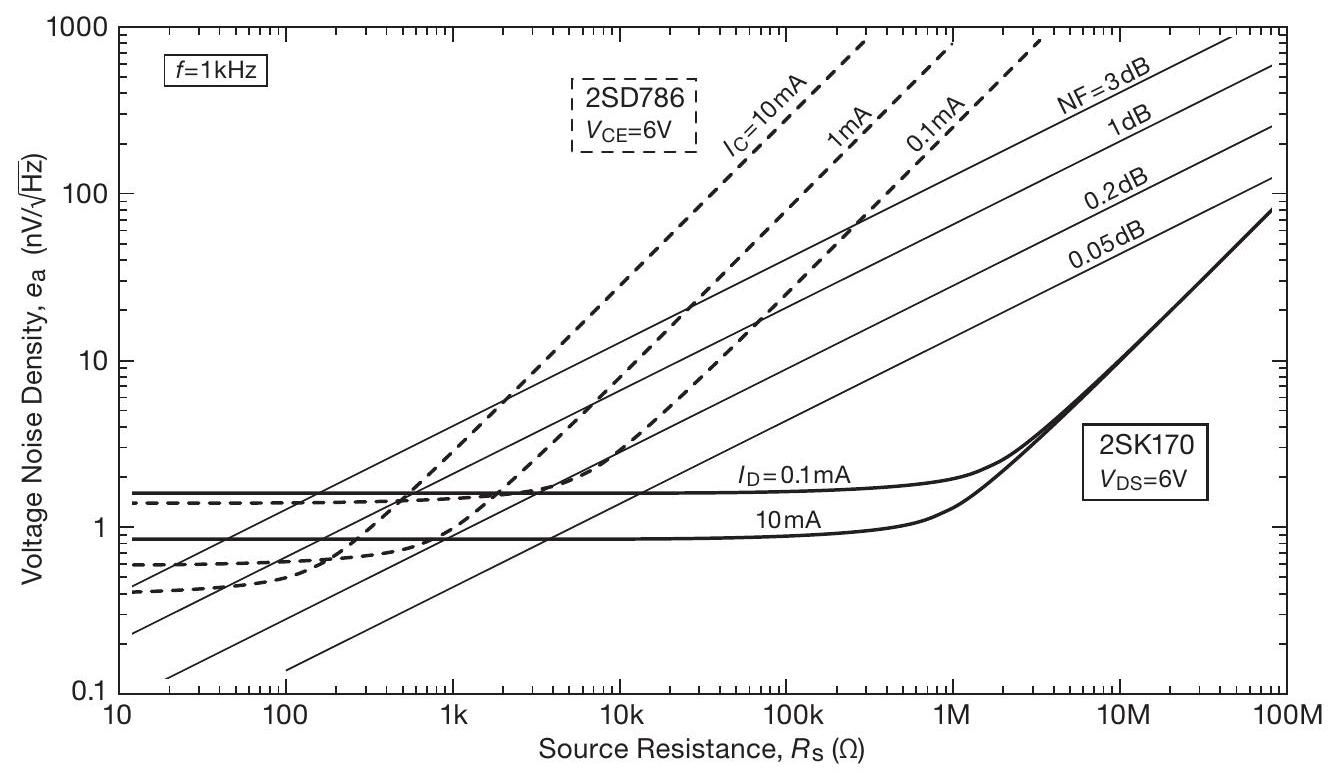 1000
100
10
1
0.1
Voltage Noise Density, ea (nV/√Hz)
f=1kHz
2SD786
VCE=6V
IC=10mA
1mA
0.1mA
NF=3dB
1dB
0.2dB
0.05dB
ID=0.1mA
10mA
2SK170
VDS=6V
10 100 1k 10k 100k 1M 10M 100M
Source Resistance, Rs (Ω)